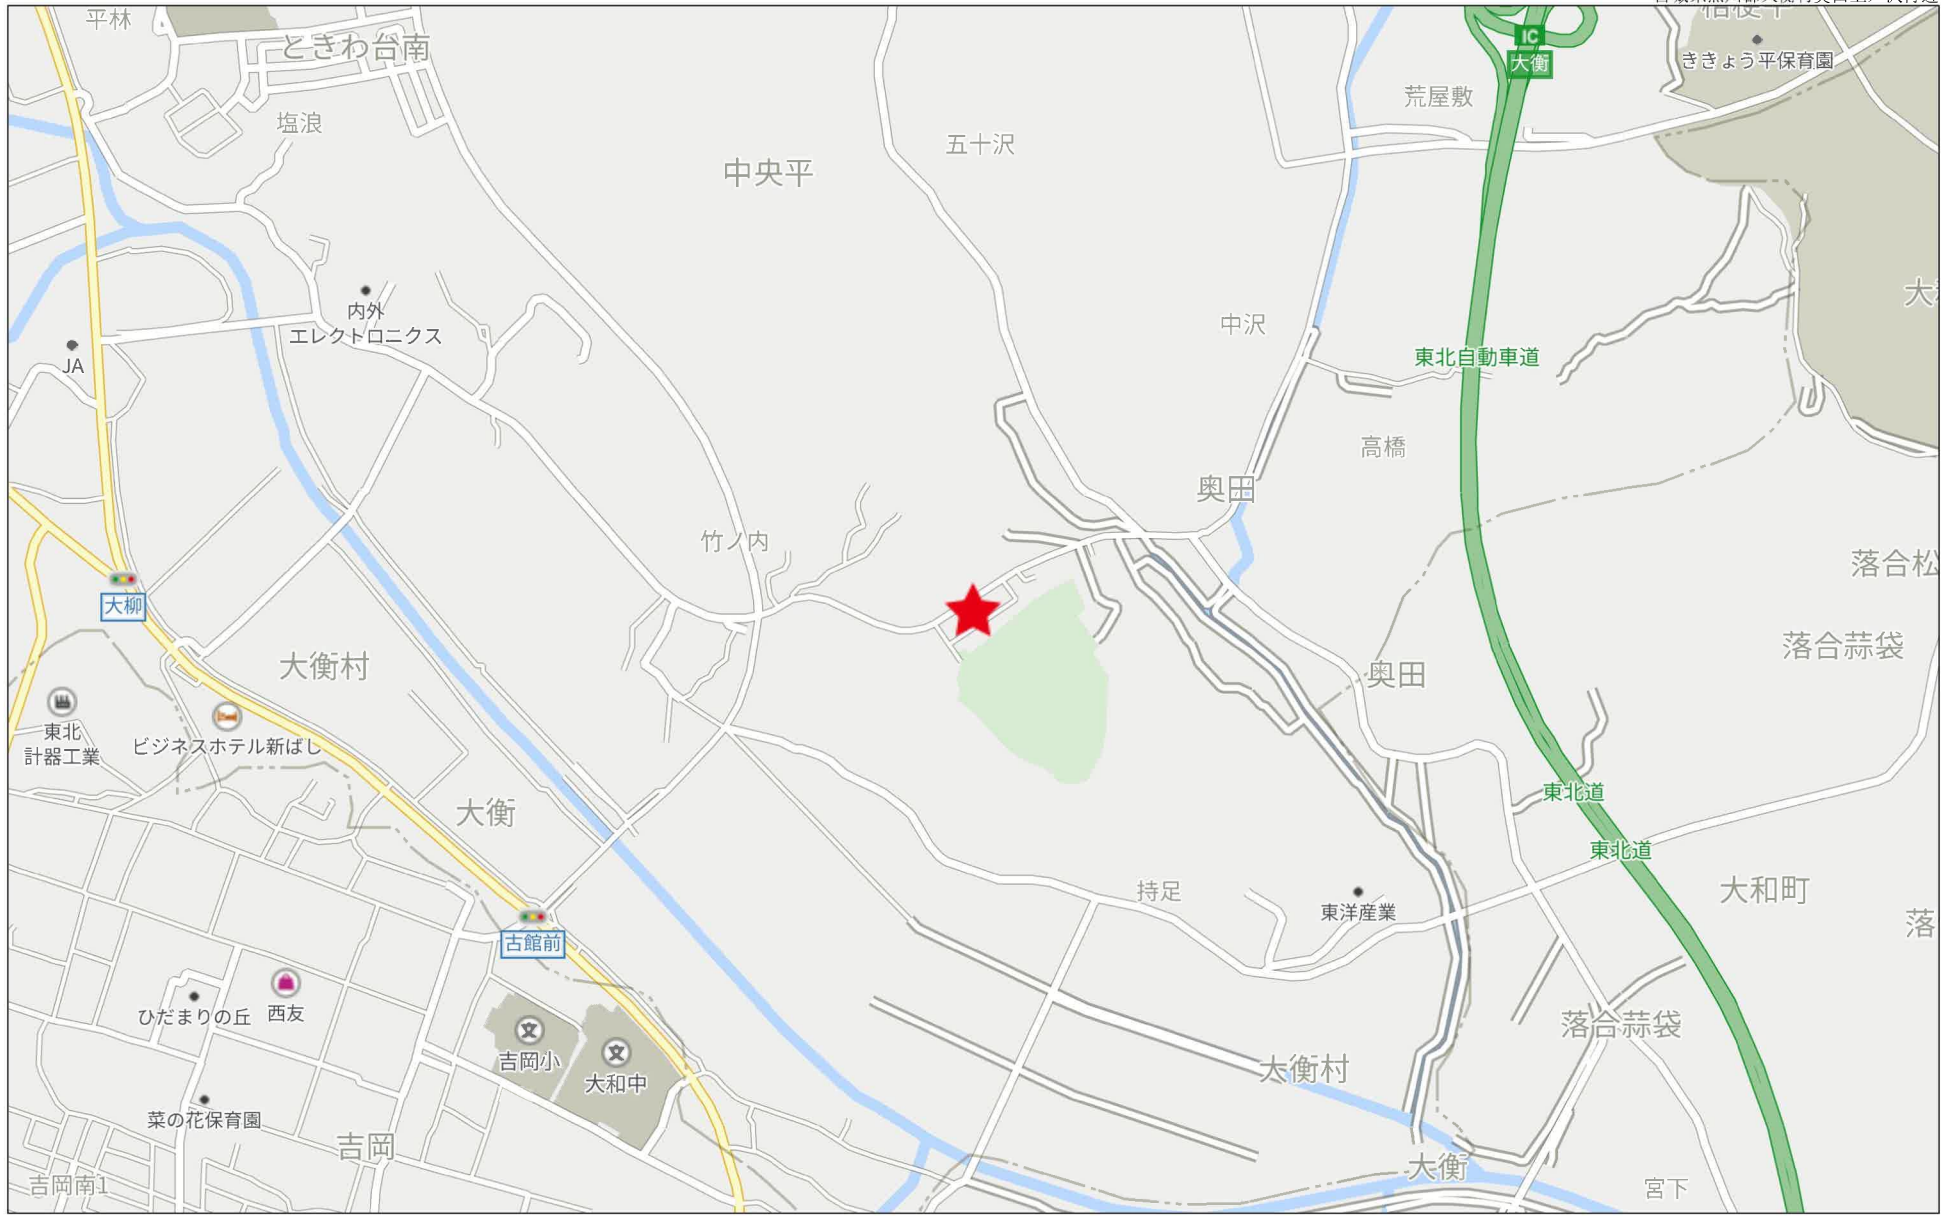 平林
ときわ台南
IC
大衡
ききょう平保育園
荒屋敷
塩浪
五十沢
中央平
内外
エレクトロニクス
中沢
JA
東北自動車道
高橋
奥田
竹ノ内
落合松
大柳
落合蒜袋
大衡村
奥田
東北
計器工業
ビジネスホテル新ばし
東北道
大衡
東北道
持足
大和町
東洋産業
落
古館前
ひだまりの丘
西友
落合蒜袋
吉岡小
大和中
大衡村
菜の花保育園
吉岡
大衡
吉岡南1
宮下